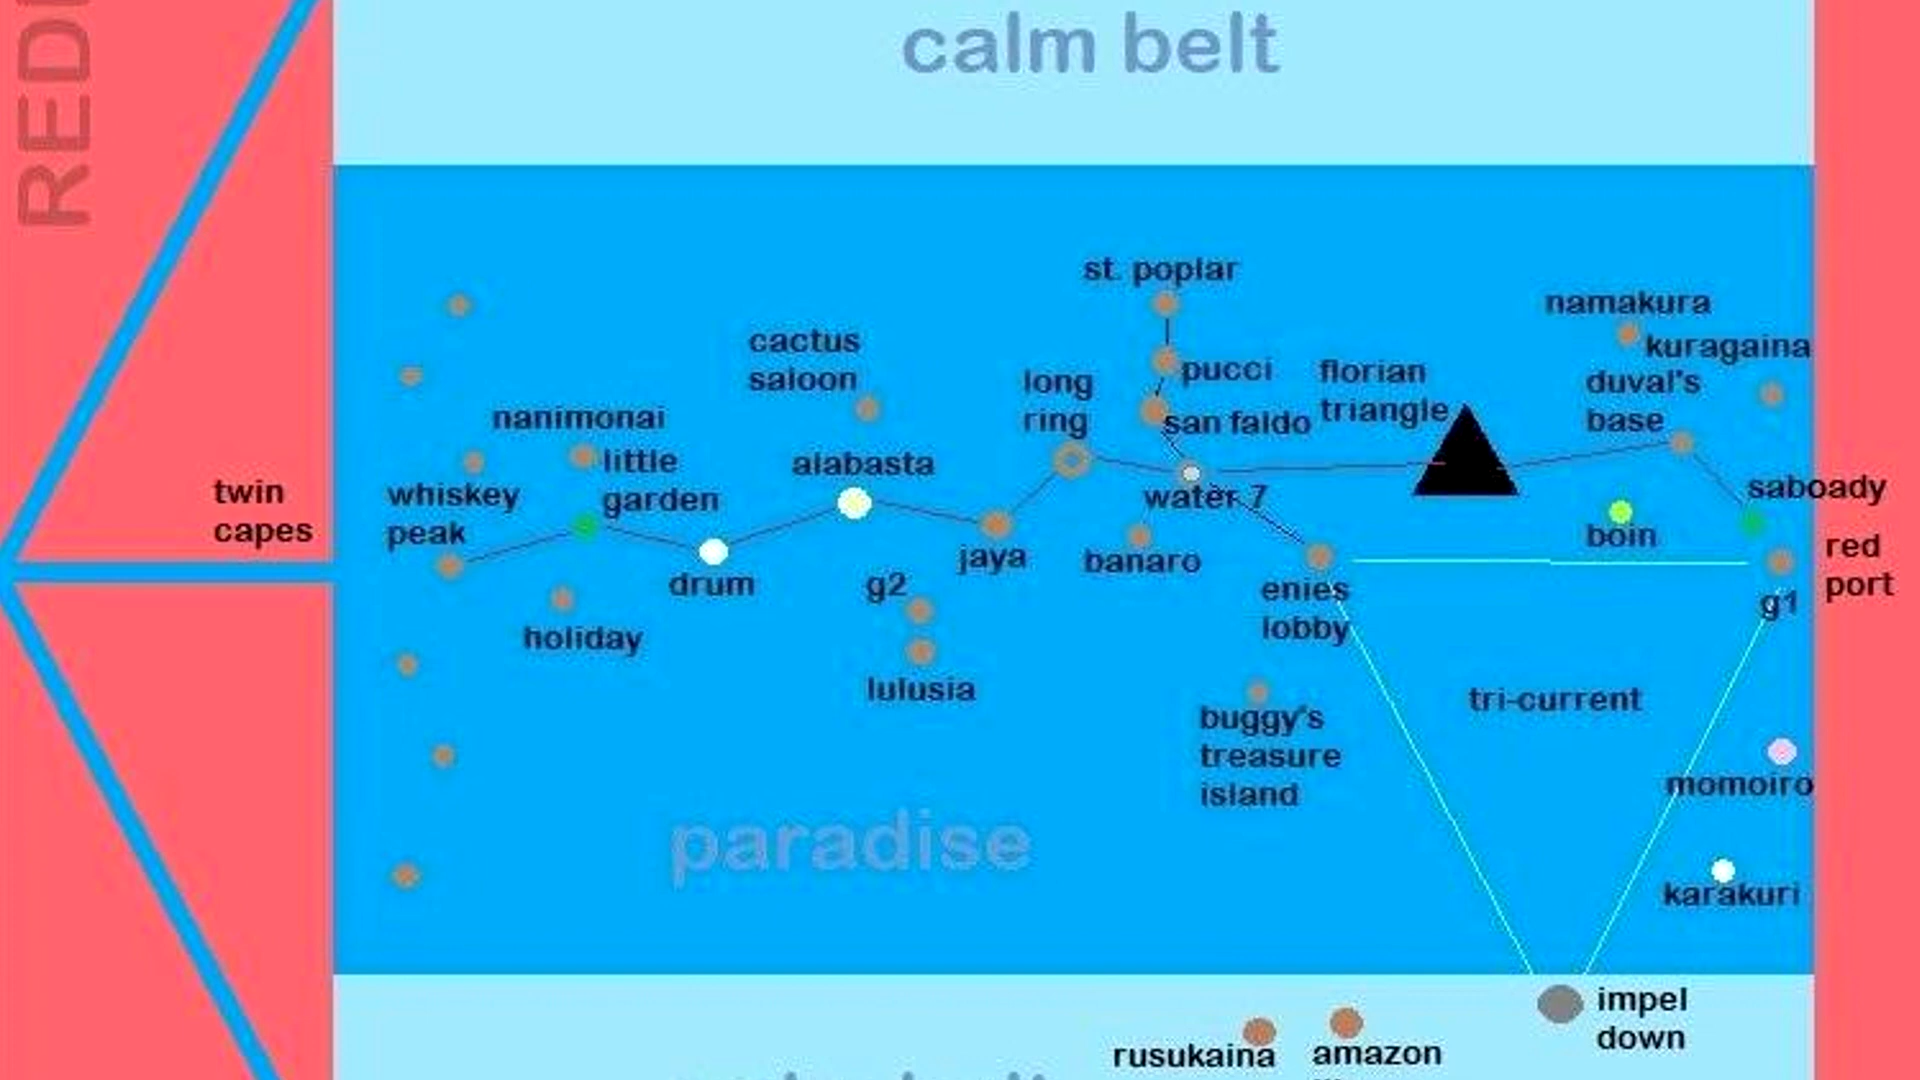 REDL
calm belt
st. poplar
namakura
cactus
saloon
kuragaina
long
ring
pucci
florian
triangle
duval's
base
nanimonai
san faldo
little
garden
alabasta
twin
capes
whiskey
peak
water 7
saboady
boin
red
port
jaya
banaro
drum
g2
enies
lobby
g1
holiday
lulusia
tri-current
buggy's
treasure
island
momoiro
paradise
karakuri
impel
down
rusukaina
amazon